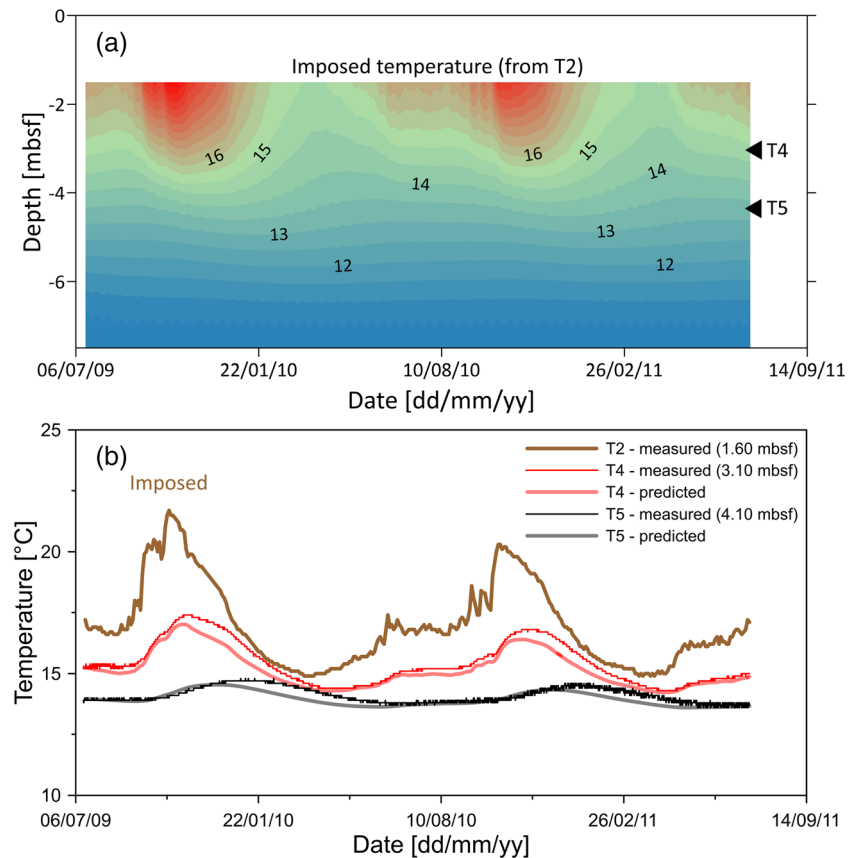 0
(a)
Imposed temperature (from T2)
-2
16
15
16
15
T4
14
14
-4
T5
13
13
12
12
-6
Depth [mbsf]
06/07/09
22/01/10
10/08/10
26/02/11
14/09/11
Date [dd/mm/yy]
25
(b)
T2 - measured (1.60 mbsf)
T4 - measured (3.10 mbsf)
T4 - predicted
T5 - measured (4.10 mbsf)
T5 - predicted
Imposed
20
15
10
Temperature [°C]
06/07/09
22/01/10
10/08/10
26/02/11
14/09/11
Date [dd/mm/yy]